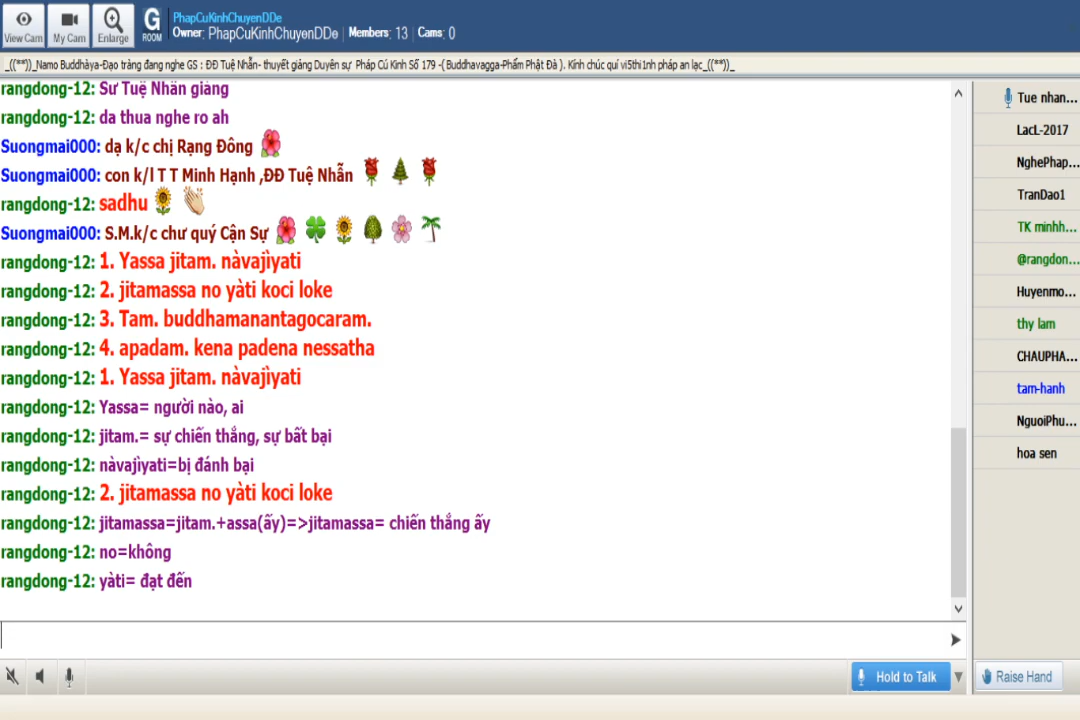 PhapCuKinhChuyenDDe
Owner: PhapCuKinhChuyenDDe Members: 13 Cams: 0
View Cam My Cam Enlarge G ROOM
_((**))_Namo Buddhàya-Đạo tràng đang nghe GS : ĐĐ Tuệ Nhẫn- thuyết giảng Duyên sự Pháp Cú Kinh Số 179 -( Buddhavagga-Phẩm Phật Đà ). Kính chúc quí vi5thi1nh pháp an lạc_((**))_
rangdong-12: Sư Tuệ Nhẫn giảng
rangdong-12: da thua nghe ro ah
Suongmai000: dạ k/c chị Rạng Đông
Suongmai000: con k/l T T Minh Hạnh ,ĐĐ Tuệ Nhẫn
rangdong-12: sadhu
Suongmai000: S.M.k/c chư quý Cận Sự
rangdong-12: 1. Yassa jitam. nàvajìyati
rangdong-12: 2. jitamassa no yàti koci loke
rangdong-12: 3. Tam. buddhamanantagocaram.
rangdong-12: 4. apadam. kena padena nessatha
rangdong-12: 1. Yassa jitam. nàvajìyati
rangdong-12: Yassa= người nào, ai
rangdong-12: jitam.= sự chiến thắng, sự bất bại
rangdong-12: nàvajìyati=bị đánh bại
rangdong-12: 2. jitamassa no yàti koci loke
rangdong-12: jitamassa=jitam.+assa(ấy)=>jitamassa= chiến thắng ấy
rangdong-12: no=không
rangdong-12: yàti= đạt đến
Tue nhan...
LacL-2017
NghePhap...
TranDao1
TK minhh...
@rangdon...
Huyenmo...
thy lam
CHAUPHA...
tam-hanh
NguoiPhu...
hoa sen
Hold to Talk
Raise Hand